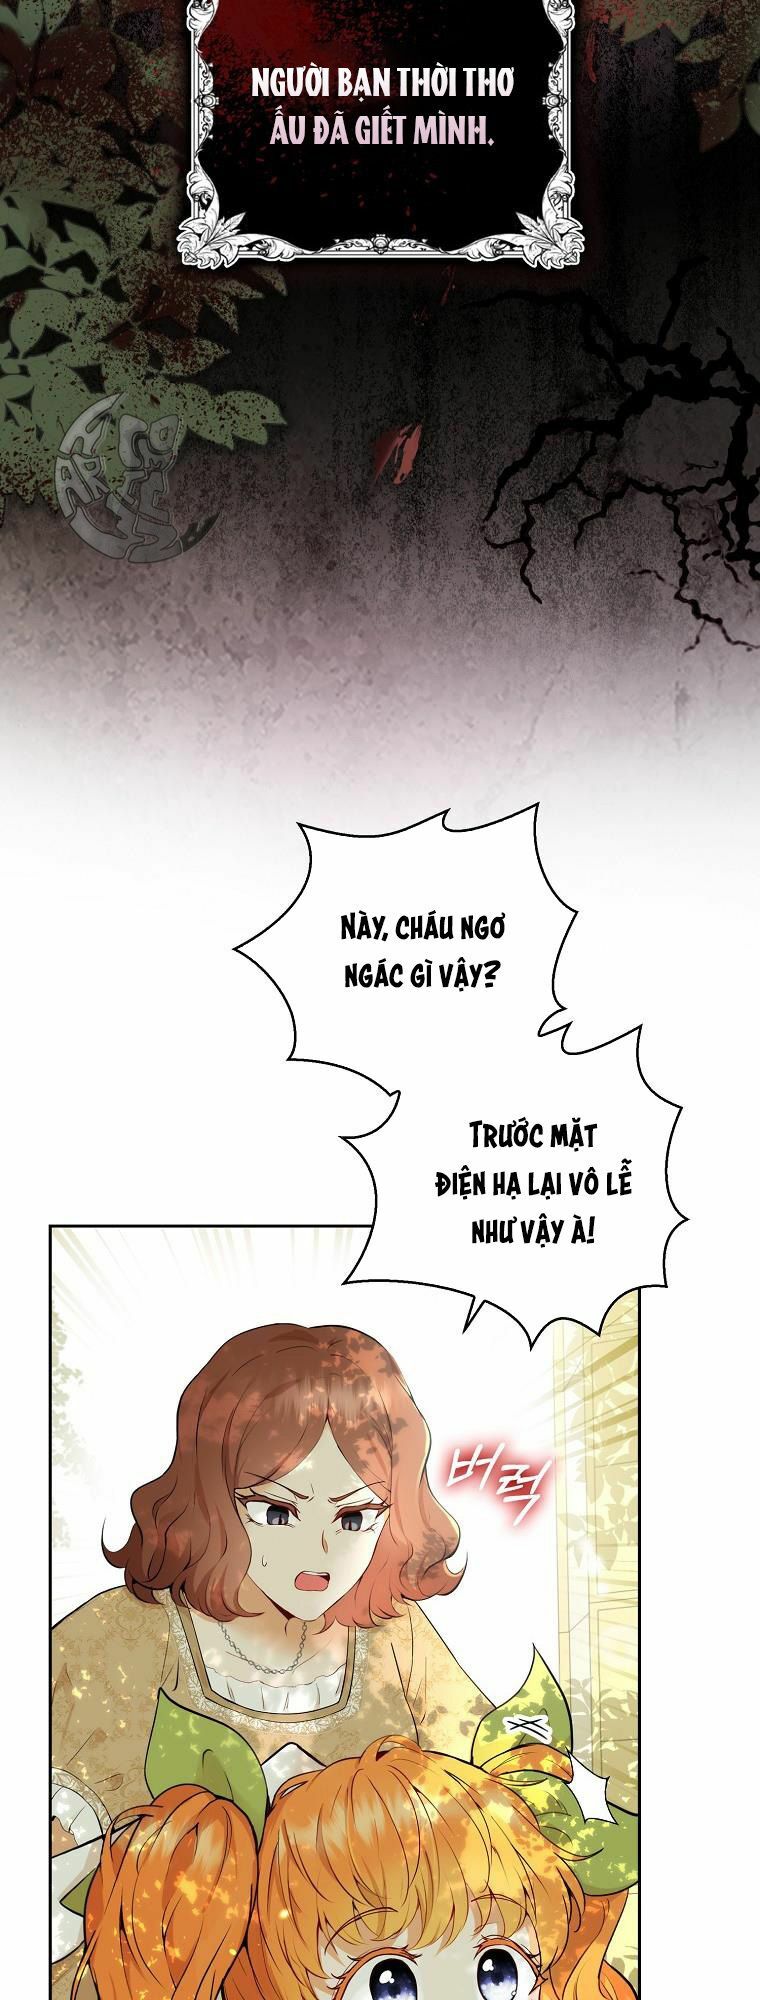 NGƯỜI BẠN THỜI THƠ
ẤU ĐÃ GIẾT MÌNH.
NÀY, CHÁU NGƠ
NGÁC GÌ VẬY?
TRƯỚC MẶT
ĐIỆN HẠ LẠI VÔ LỄ
NHƯ VẬY À!
버럭